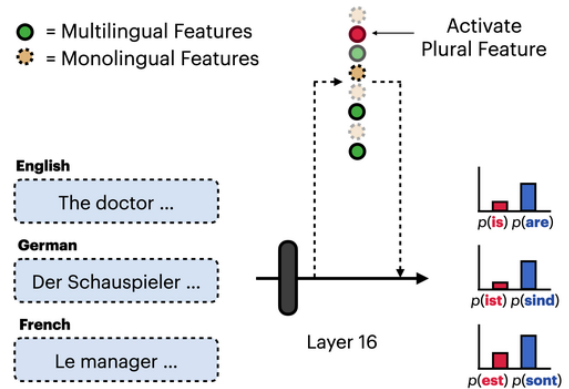 = Multilingual Features
= Monolingual Features
Activate
Plural Feature
English
The doctor ...
German
Der Schauspieler ...
French
Le manager ...
Layer 16
p(is) p(are)
p(ist) p(sind)
p(est) p(sont)